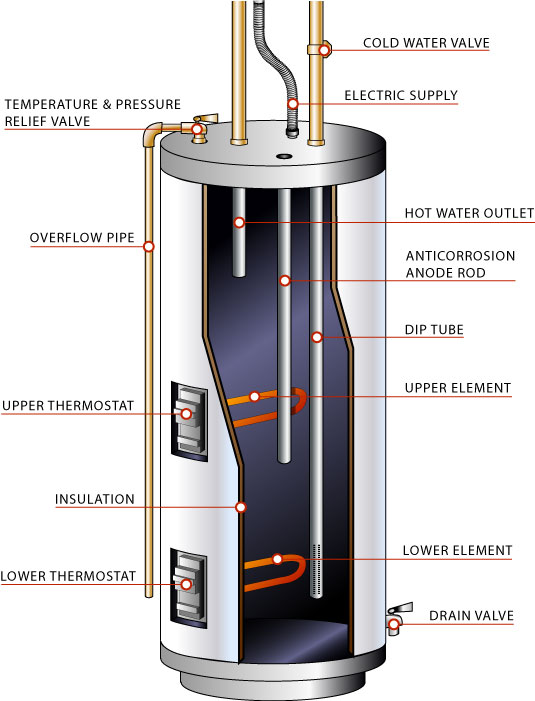 COLD WATER VALVE
ELECTRIC SUPPLY
TEMPERATURE & PRESSURE
RELIEF VALVE
HOT WATER OUTLET
OVERFLOW PIPE
ANTICORROSION
ANODE ROD
DIP TUBE
UPPER ELEMENT
UPPER THERMOSTAT
INSULATION
LOWER ELEMENT
LOWER THERMOSTAT
DRAIN VALVE